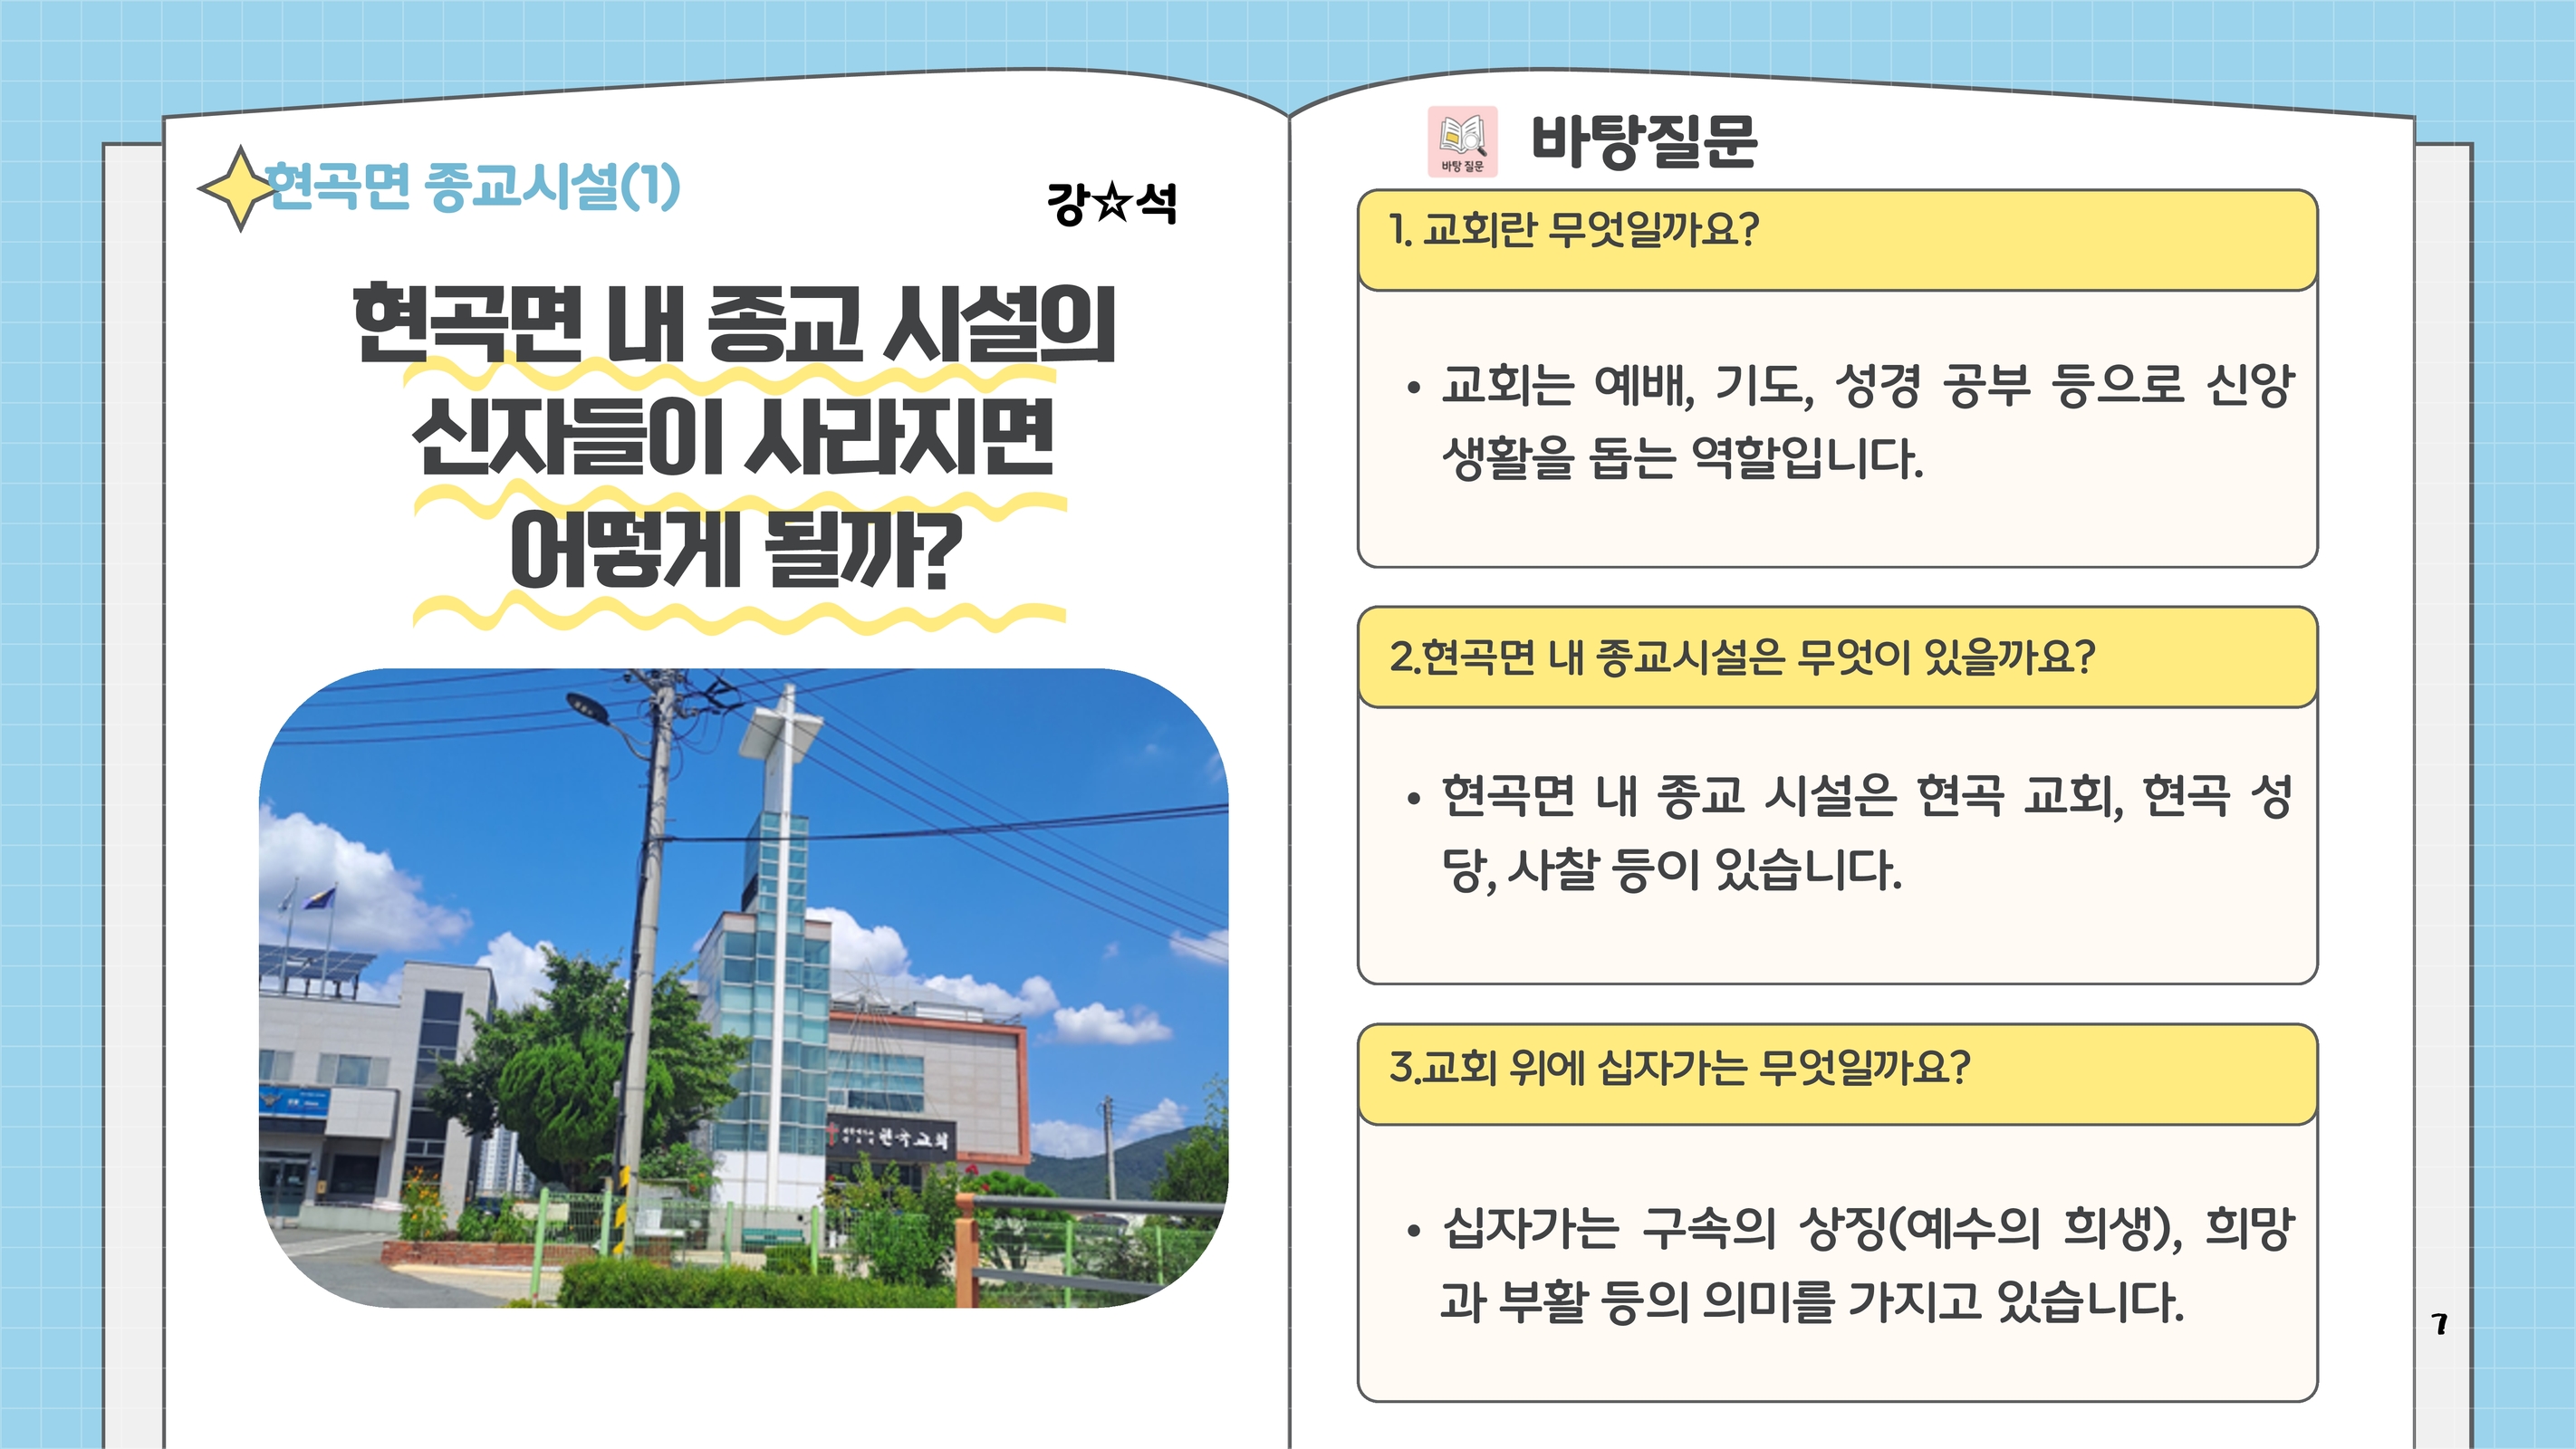 현곡면 종교시설(1)
강☆석
현곡면 내 종교 시설의
신자들이 사라지면
어떻게 될까?
현곡교회
바탕 질문
바탕질문
1. 교회란 무엇일까요?
• 교회는 예배, 기도, 성경 공부 등으로 신앙
생활을 돕는 역할입니다.
2.현곡면 내 종교시설은 무엇이 있을까요?
• 현곡면 내 종교 시설은 현곡 교회, 현곡 성
당, 사찰 등이 있습니다.
3.교회 위에 십자가는 무엇일까요?
• 십자가는 구속의 상징(예수의 희생), 희망
과 부활 등의 의미를 가지고 있습니다.
7